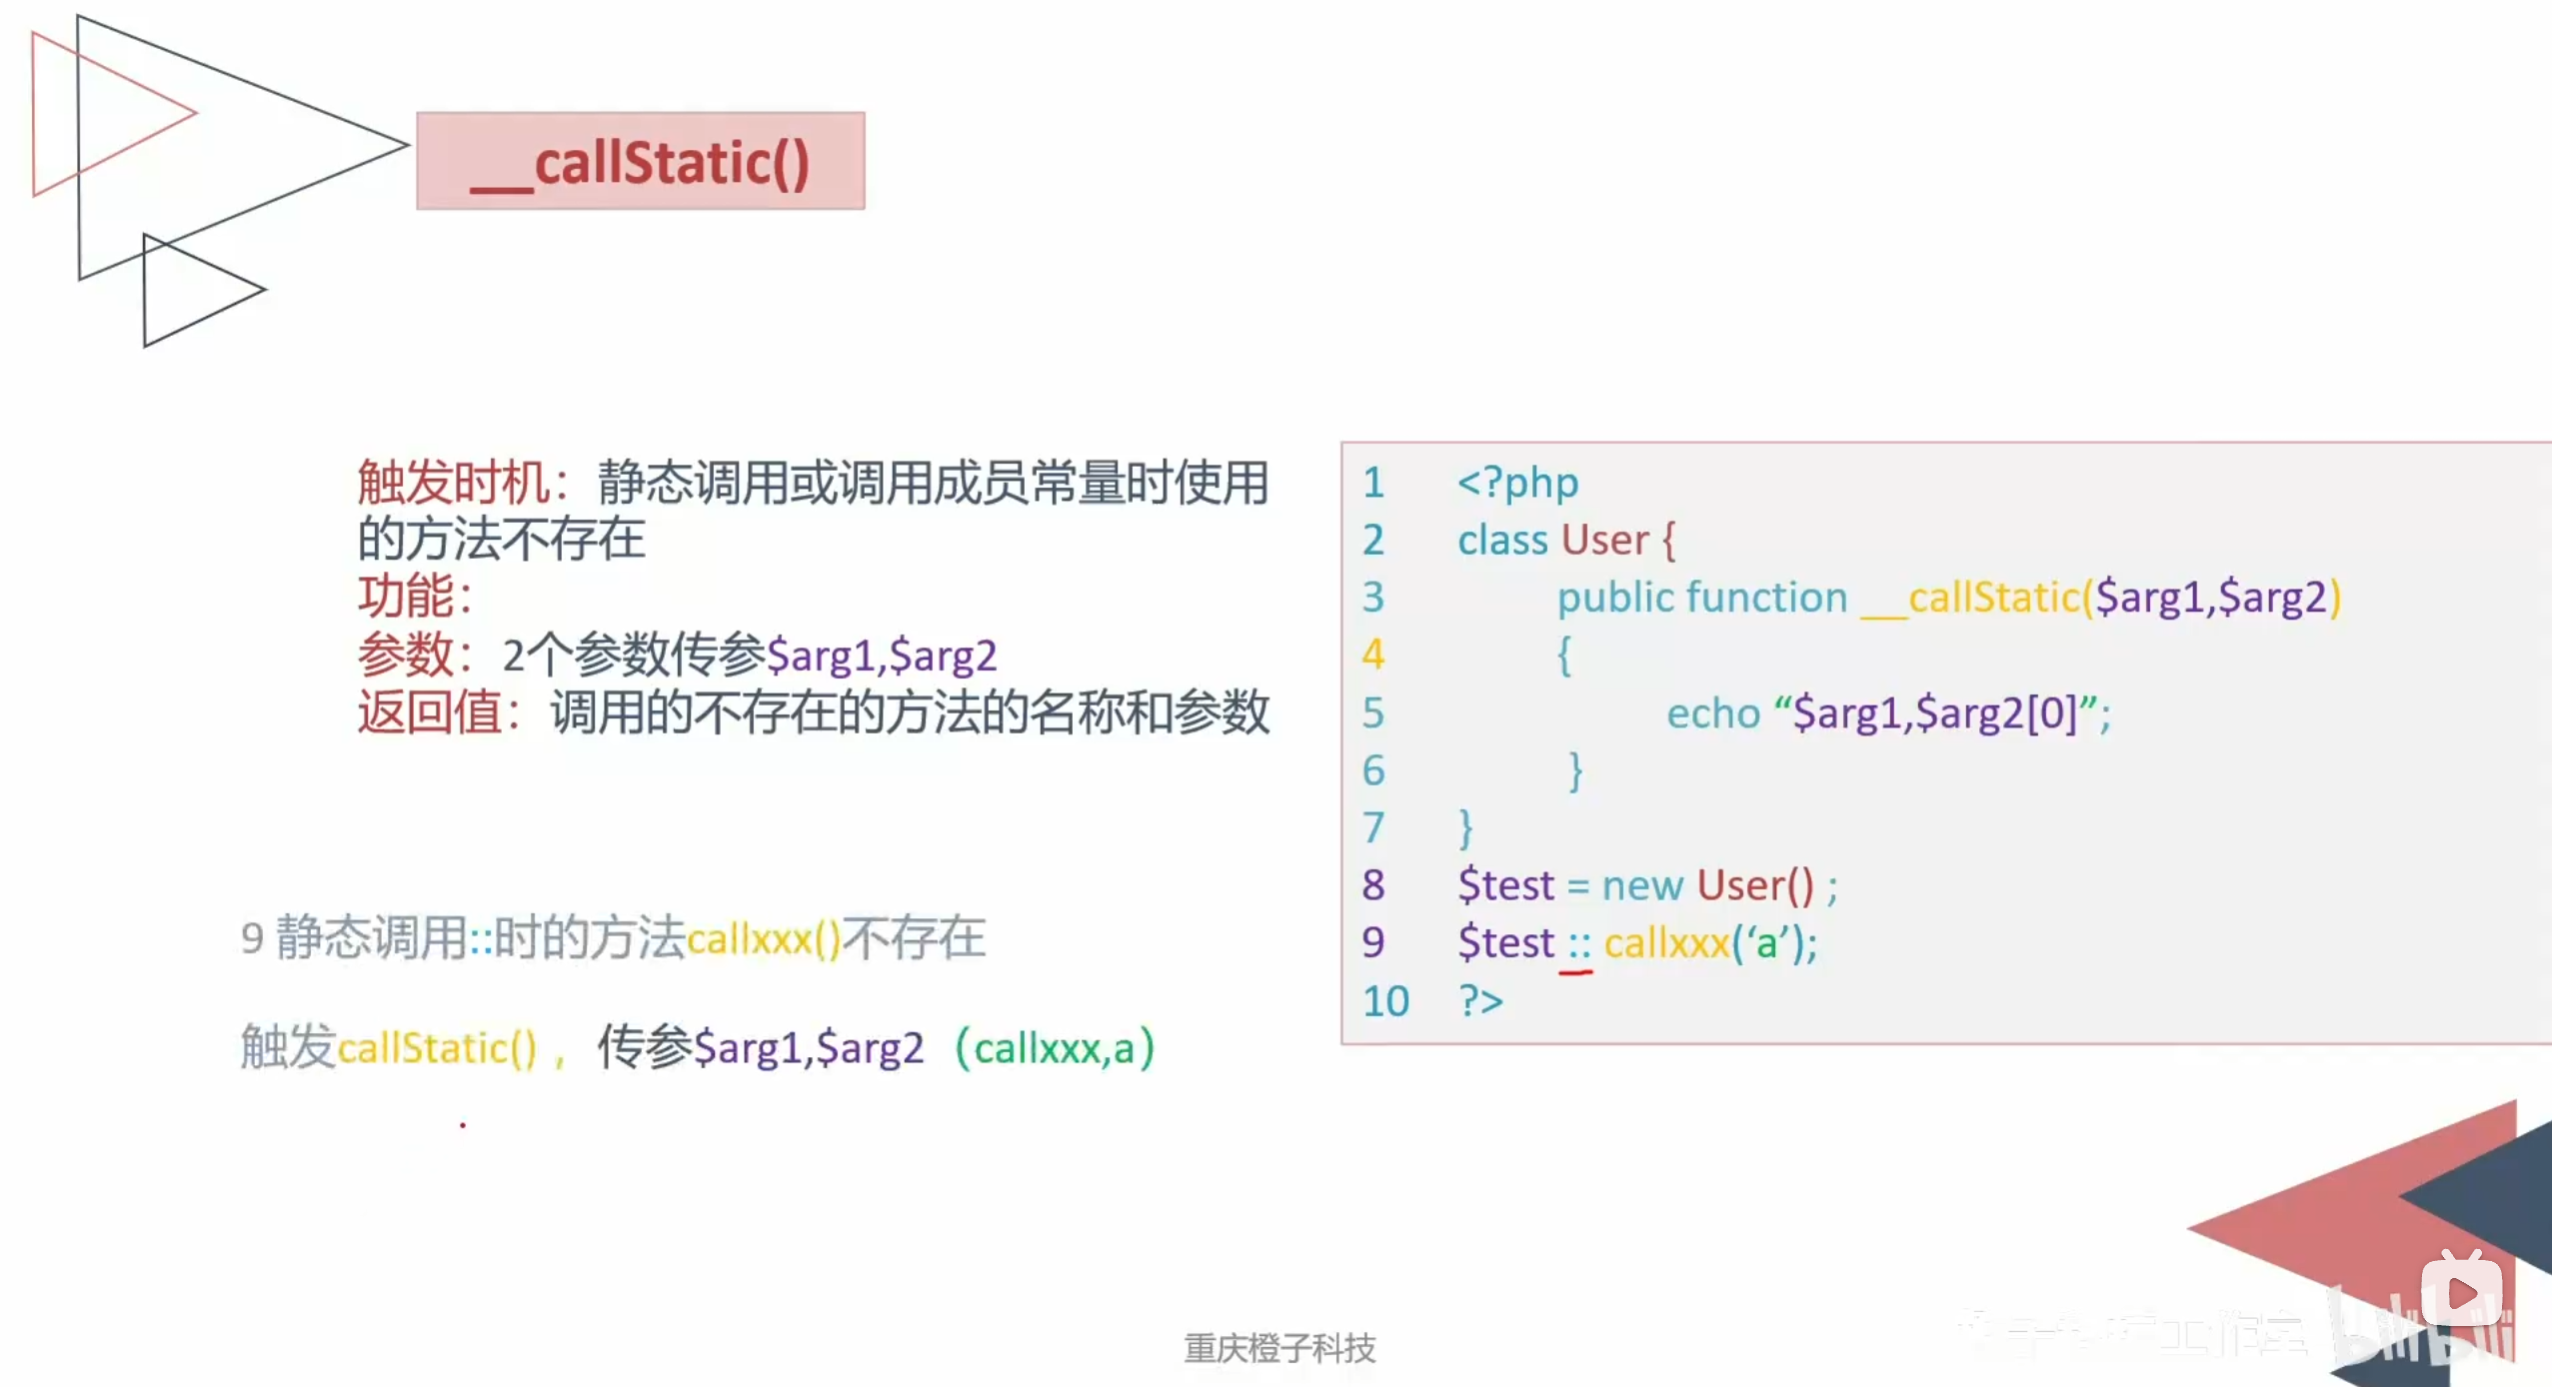 __callStatic()
触发时机：静态调用或调用成员常量时使用
的方法不存在
功能：
参数：2个参数传参$arg1,$arg2
返回值：调用的不存在的方法的名称和参数
9 静态调用::时的方法callxxx()不存在
触发callStatic() ，传参$arg1,$arg2（callxxx,a）
1 <?php
2 class User {
3 public function __callStatic($arg1,$arg2)
4 {
5 echo “$arg1,$arg2[0]”;
6 }
7 }
8 $test = new User() ;
9 $test :: callxxx(‘a’);
10 ?>
重庆橙子科技
工作室 bilibili